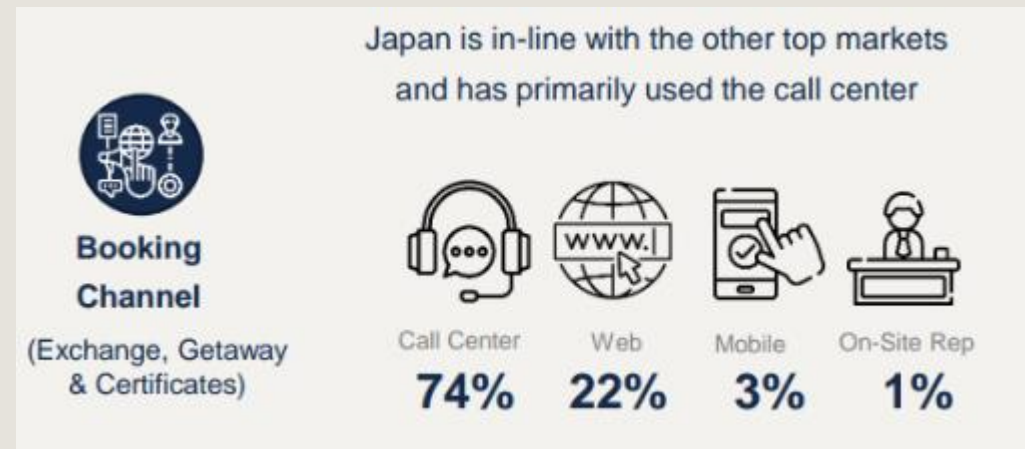 Japan is in-line with the other top markets
and has primarily used the call center
Booking
Channel
(Exchange, Getaway
& Certificates)
www.
Call Center Web Mobile On-Site Rep
74% 22% 3% 1%